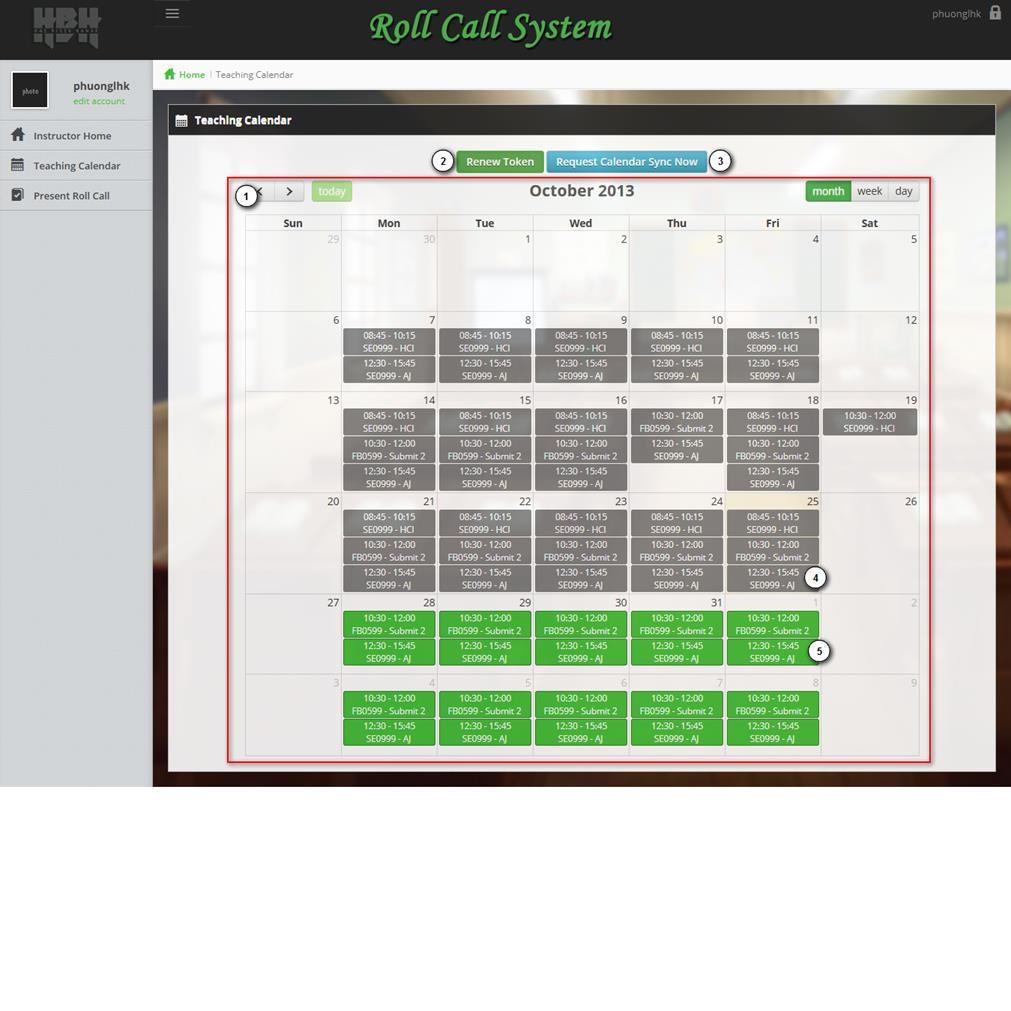 HBH
Roll Call System
phuonglhk
photo
phuonglhk
edit account
Instructor Home
Teaching Calendar
Present Roll Call
Home | Teaching Calendar
Teaching Calendar
2 Renew Token Request Calendar Sync Now 3
1 < > today October 2013 month week day
Sun Mon Tue Wed Thu Fri Sat
29 30 1 2 3 4 5
6 7 8 9 10 11 12
08:45 - 10:15 08:45 - 10:15 08:45 - 10:15 08:45 - 10:15 08:45 - 10:15
SE0999 - HCI SE0999 - HCI SE0999 - HCI SE0999 - HCI SE0999 - HCI
12:30 - 15:45 12:30 - 15:45 12:30 - 15:45 12:30 - 15:45 12:30 - 15:45
SE0999 - AJ SE0999 - AJ SE0999 - AJ SE0999 - AJ SE0999 - AJ
13 14 15 16 17 18 19
08:45 - 10:15 08:45 - 10:15 08:45 - 10:15 10:30 - 12:00 08:45 - 10:15 10:30 - 12:00
SE0999 - HCI SE0999 - HCI SE0999 - HCI FB0599 - Submit 2 SE0999 - HCI SE0999 - HCI
10:30 - 12:00 10:30 - 12:00 10:30 - 12:00 12:30 - 15:45 10:30 - 12:00
FB0599 - Submit 2 FB0599 - Submit 2 FB0599 - Submit 2 SE0999 - AJ FB0599 - Submit 2
12:30 - 15:45 12:30 - 15:45 12:30 - 15:45 12:30 - 15:45
SE0999 - AJ SE0999 - AJ SE0999 - AJ SE0999 - AJ
20 21 22 23 24 25 26
08:45 - 10:15 08:45 - 10:15 08:45 - 10:15 08:45 - 10:15 08:45 - 10:15
SE0999 - HCI SE0999 - HCI SE0999 - HCI SE0999 - HCI SE0999 - HCI
10:30 - 12:00 10:30 - 12:00 10:30 - 12:00 10:30 - 12:00 10:30 - 12:00
FB0599 - Submit 2 FB0599 - Submit 2 FB0599 - Submit 2 FB0599 - Submit 2 FB0599 - Submit 2
12:30 - 15:45 12:30 - 15:45 12:30 - 15:45 12:30 - 15:45 12:30 - 15:45 4
SE0999 - AJ SE0999 - AJ SE0999 - AJ SE0999 - AJ SE0999 - AJ
27 28 29 30 31 1 2
10:30 - 12:00 10:30 - 12:00 10:30 - 12:00 10:30 - 12:00 10:30 - 12:00
FB0599 - Submit 2 FB0599 - Submit 2 FB0599 - Submit 2 FB0599 - Submit 2 FB0599 - Submit 2
12:30 - 15:45 12:30 - 15:45 12:30 - 15:45 12:30 - 15:45 12:30 - 15:45 5
SE0999 - AJ SE0999 - AJ SE0999 - AJ SE0999 - AJ SE0999 - AJ
3 4 5 6 7 8 9
10:30 - 12:00 10:30 - 12:00 10:30 - 12:00 10:30 - 12:00 10:30 - 12:00
FB0599 - Submit 2 FB0599 - Submit 2 FB0599 - Submit 2 FB0599 - Submit 2 FB0599 - Submit 2
12:30 - 15:45 12:30 - 15:45 12:30 - 15:45 12:30 - 15:45 12:30 - 15:45
SE0999 - AJ SE0999 - AJ SE0999 - AJ SE0999 - AJ SE0999 - AJ